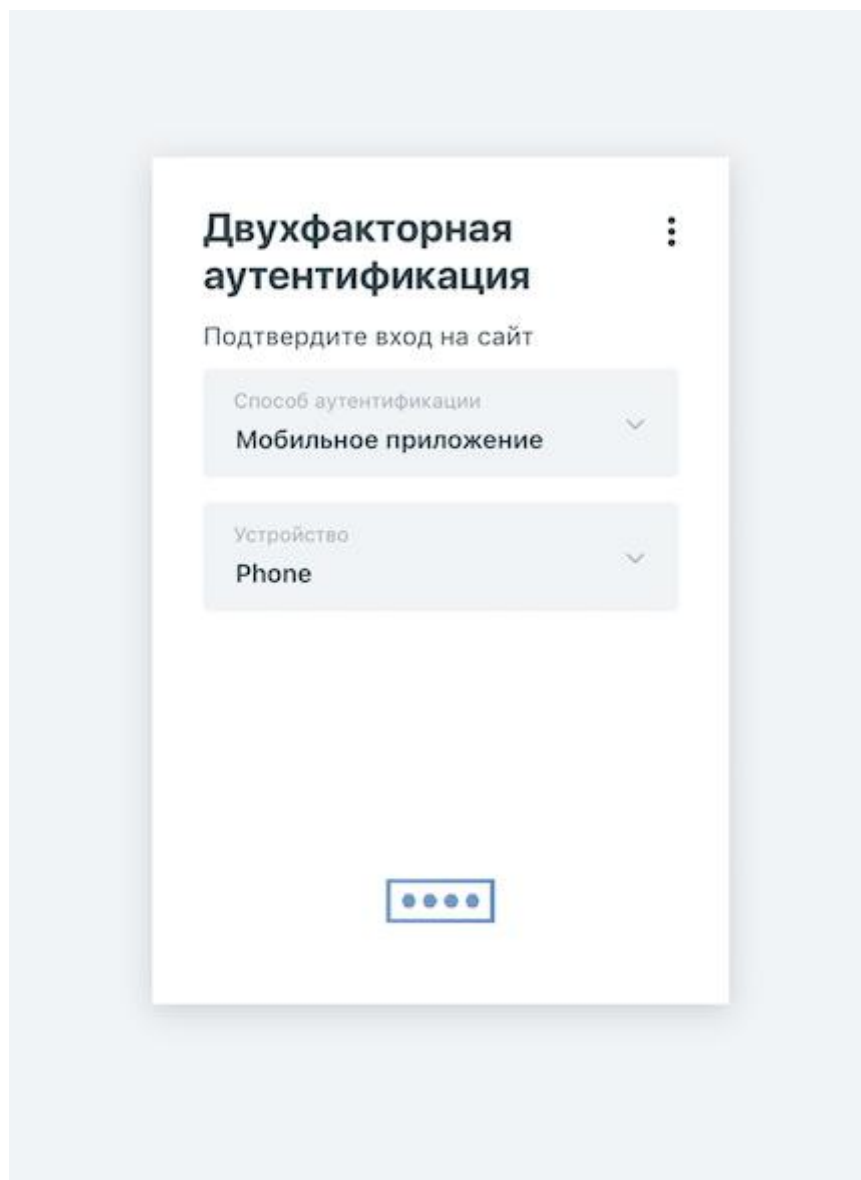 Двухфакторная
аутентификация
Подтвердите вход на сайт
Способ аутентификации
Мобильное приложение
Устройство
Phone